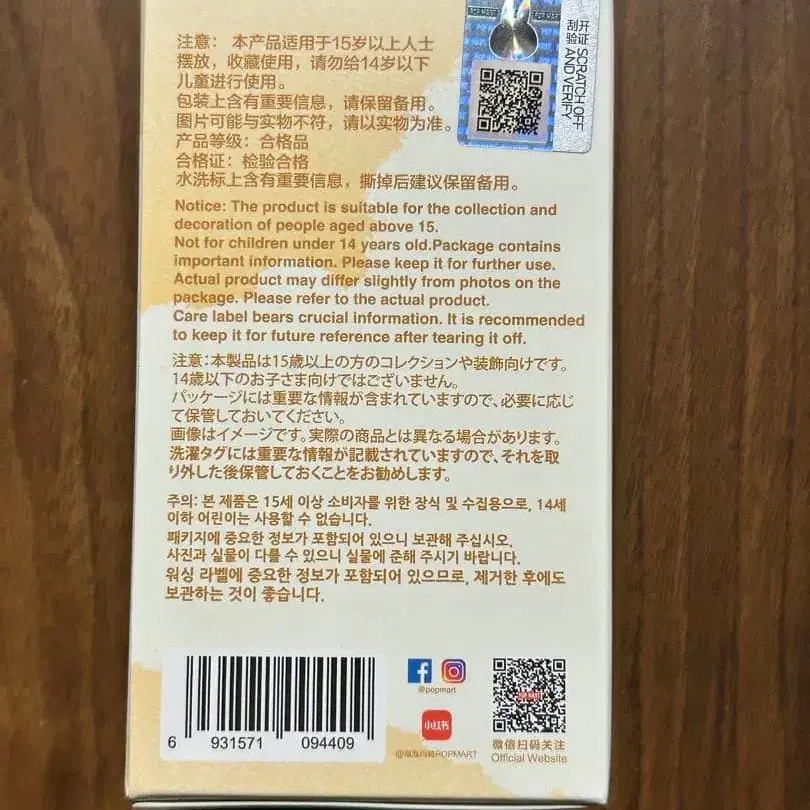 POP MART
POP MART
开证
刮验
SCRATCH OFF
AND VERIFY
注意： 本产品适用于15岁以上人士
摆放，收藏使用，请勿给14岁以下
儿童进行使用。
包装上含有重要信息，请保留备用。
图片可能与实物不符，请以实物为准。
产品等级：合格品
合格证：检验合格
水洗标上含有重要信息，撕掉后建议保留备用。
Notice: The product is suitable for the collection and
decoration of people aged above 15.
Not for children under 14 years old.Package contains
important information. Please keep it for further use.
Actual product may differ slightly from photos on the
package. Please refer to the actual product.
Care label bears crucial information. It is recommended
to keep it for future reference after tearing it off.
注意：本製品は15歳以上の方のコレクションや装飾向けです。
14歳以下のお子さま向けではございません。
パッケージには重要な情報が含まれていますので、必要に応じ
て保管しておいてください。
画像はイメージです。実際の商品とは異なる場合があります。
洗濯タグには重要な情報が記載されていますので、それを取
り外した後保管しておくことをお勧めします。
주의: 본 제품은 15세 이상 소비자를 위한 장식 및 수집용으로, 14세
이하 어린이는 사용할 수 없습니다.
패키지에 중요한 정보가 포함되어 있으니 보관해 주십시오.
사진과 실물이 다를 수 있으니 실물에 준해 주시기 바랍니다.
워싱 라벨에 중요한 정보가 포함되어 있으므로, 제거한 후에도
보관하는 것이 좋습니다.
6 931571 094409
@popmart
小红书
@泡泡玛特POPMART
POP MART
微信扫码关注
Official Website